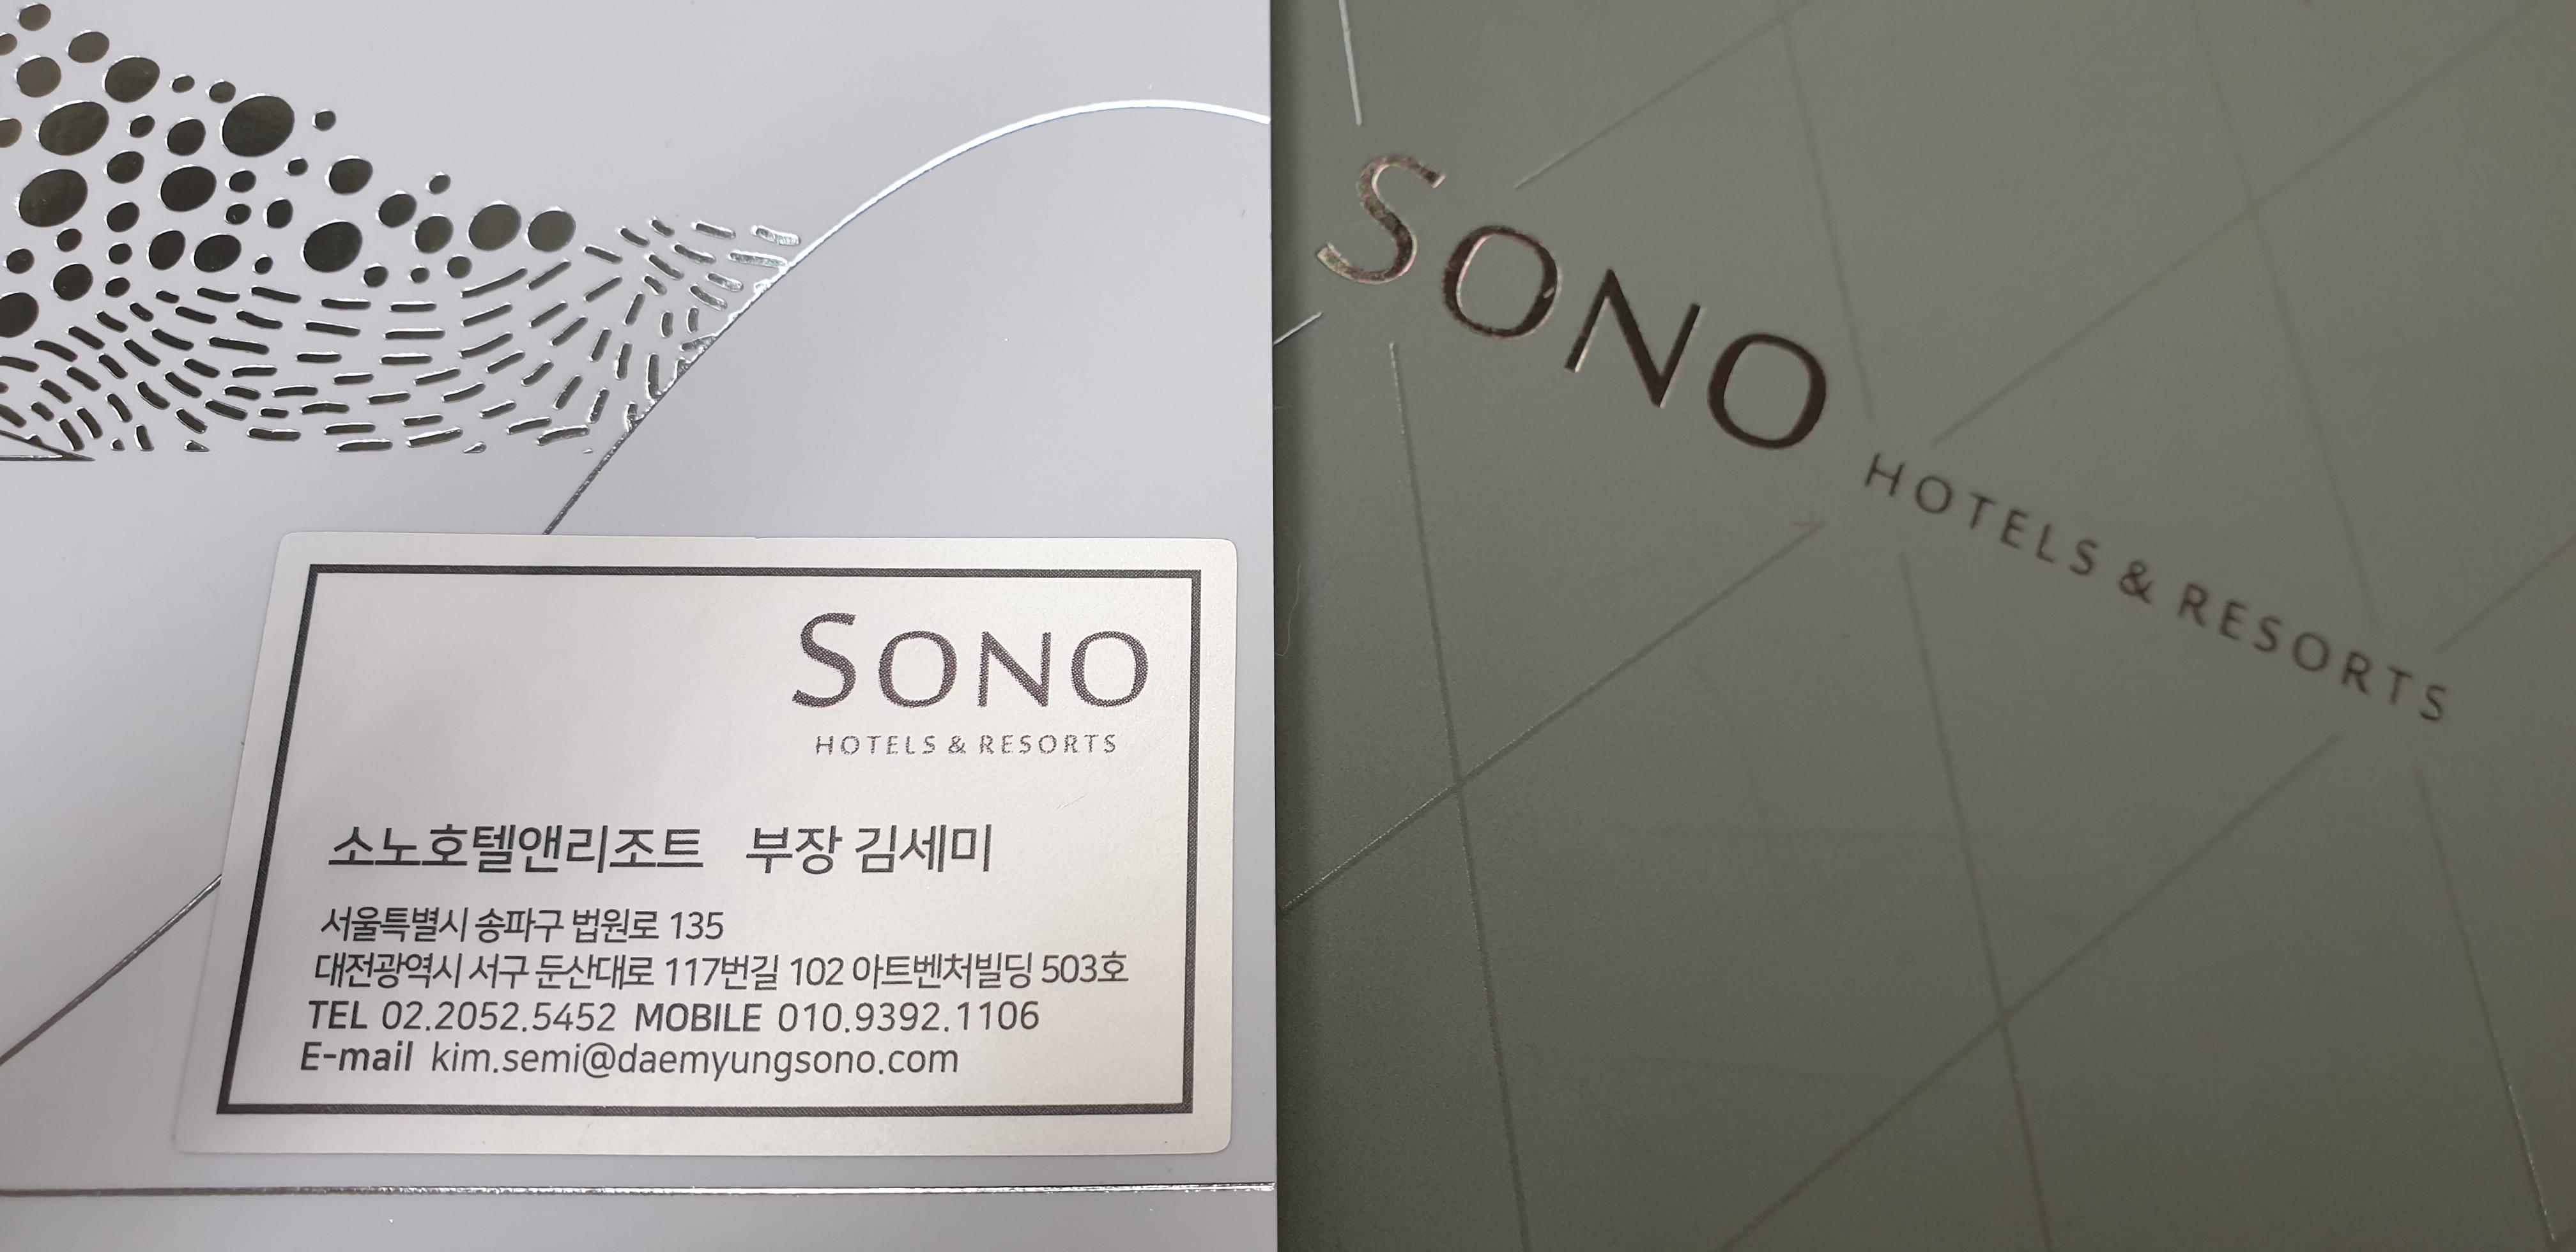 SONO
HOTELS & RESORTS
소노호텔앤리조트 부장 김세미
서울특별시 송파구 법원로 135
대전광역시 서구 둔산대로 117번길 102 아트벤처빌딩 503호
TEL 02.2052.5452 MOBILE 010.9392.1106
E-mail kim.semi@daemyungsono.com
SONO
HOTELS & RESORTS